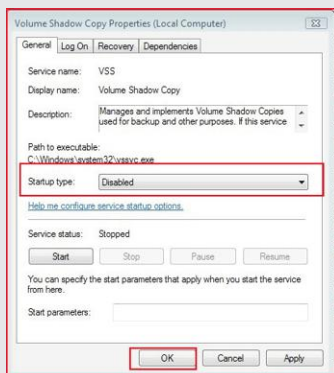 Volume Shadow Copy Properties (Local Computer)
General Log On Recovery Dependencies
Service name: VSS
Display name: Volume Shadow Copy
Description: Manages and implements Volume Shadow Copies
used for backup and other purposes. If this service
Path to executable:
C:\Windows\system32\vssvc.exe
Startup type: Disabled
Help me configure service startup options.
Service status: Stopped
Start Stop Pause Resume
You can specify the start parameters that apply when you start the service
from here.
Start parameters:
OK Cancel Apply